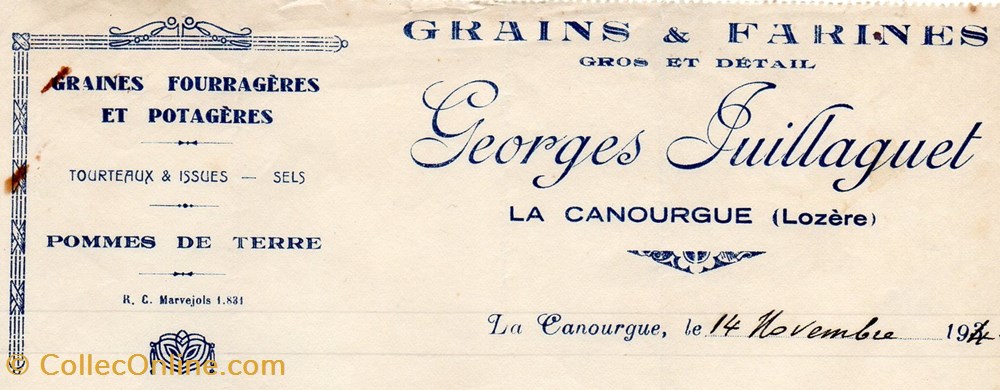 GRAINES FOURRAGÈRES
ET POTAGÈRES
TOURTEAUX & ISSUES — SELS
POMMES DE TERRE
R. C. Marvejols 1.831
GRAINS & FARINES
GROS ET DÉTAIL
Georges Juillaguet
LA CANOURGUE (Lozère)
La Canourgue, le 14 Novembre
© CollecOnline.com